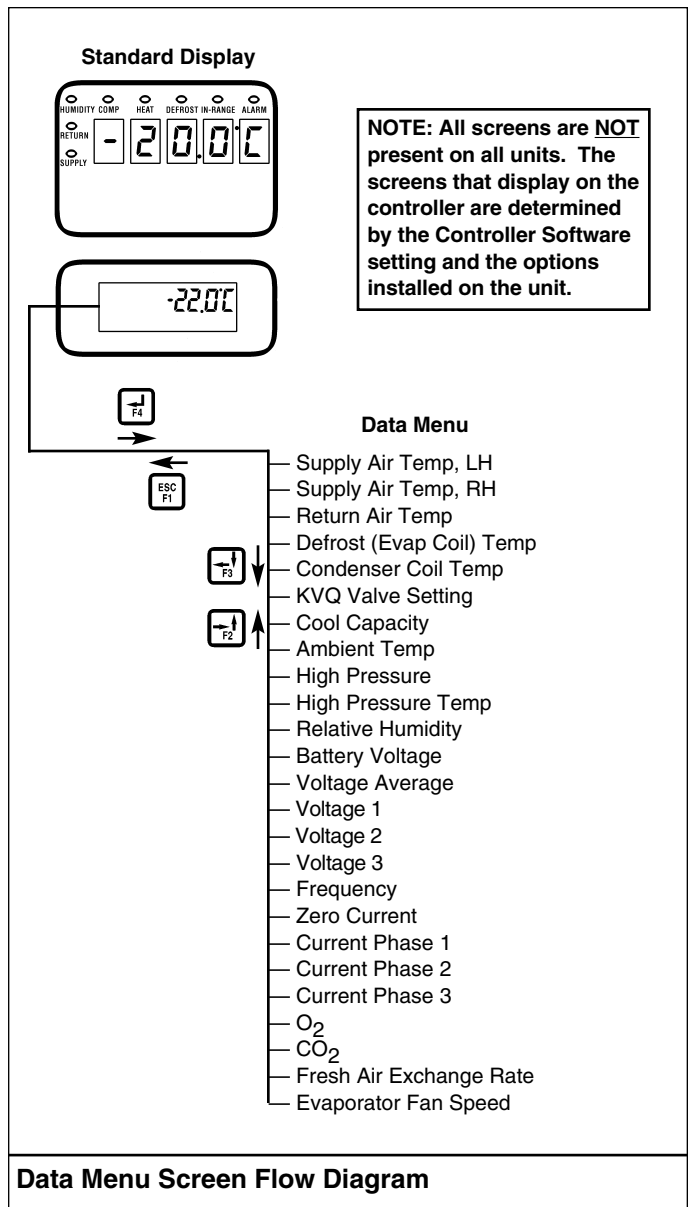 Standard Display
HUMIDITY COMP HEAT DEFROST IN-RANGE ALARM
RETURN
SUPPLY
-20.0°C
NOTE: All screens are NOT
present on all units. The
screens that display on the
controller are determined
by the Controller Software
setting and the options
installed on the unit.
-22.0°C
F4
ESC
F1
F3
F2
Data Menu
Supply Air Temp, LH
Supply Air Temp, RH
Return Air Temp
Defrost (Evap Coil) Temp
Condenser Coil Temp
KVQ Valve Setting
Cool Capacity
Ambient Temp
High Pressure
High Pressure Temp
Relative Humidity
Battery Voltage
Voltage Average
Voltage 1
Voltage 2
Voltage 3
Frequency
Zero Current
Current Phase 1
Current Phase 2
Current Phase 3
O2
CO2
Fresh Air Exchange Rate
Evaporator Fan Speed
Data Menu Screen Flow Diagram